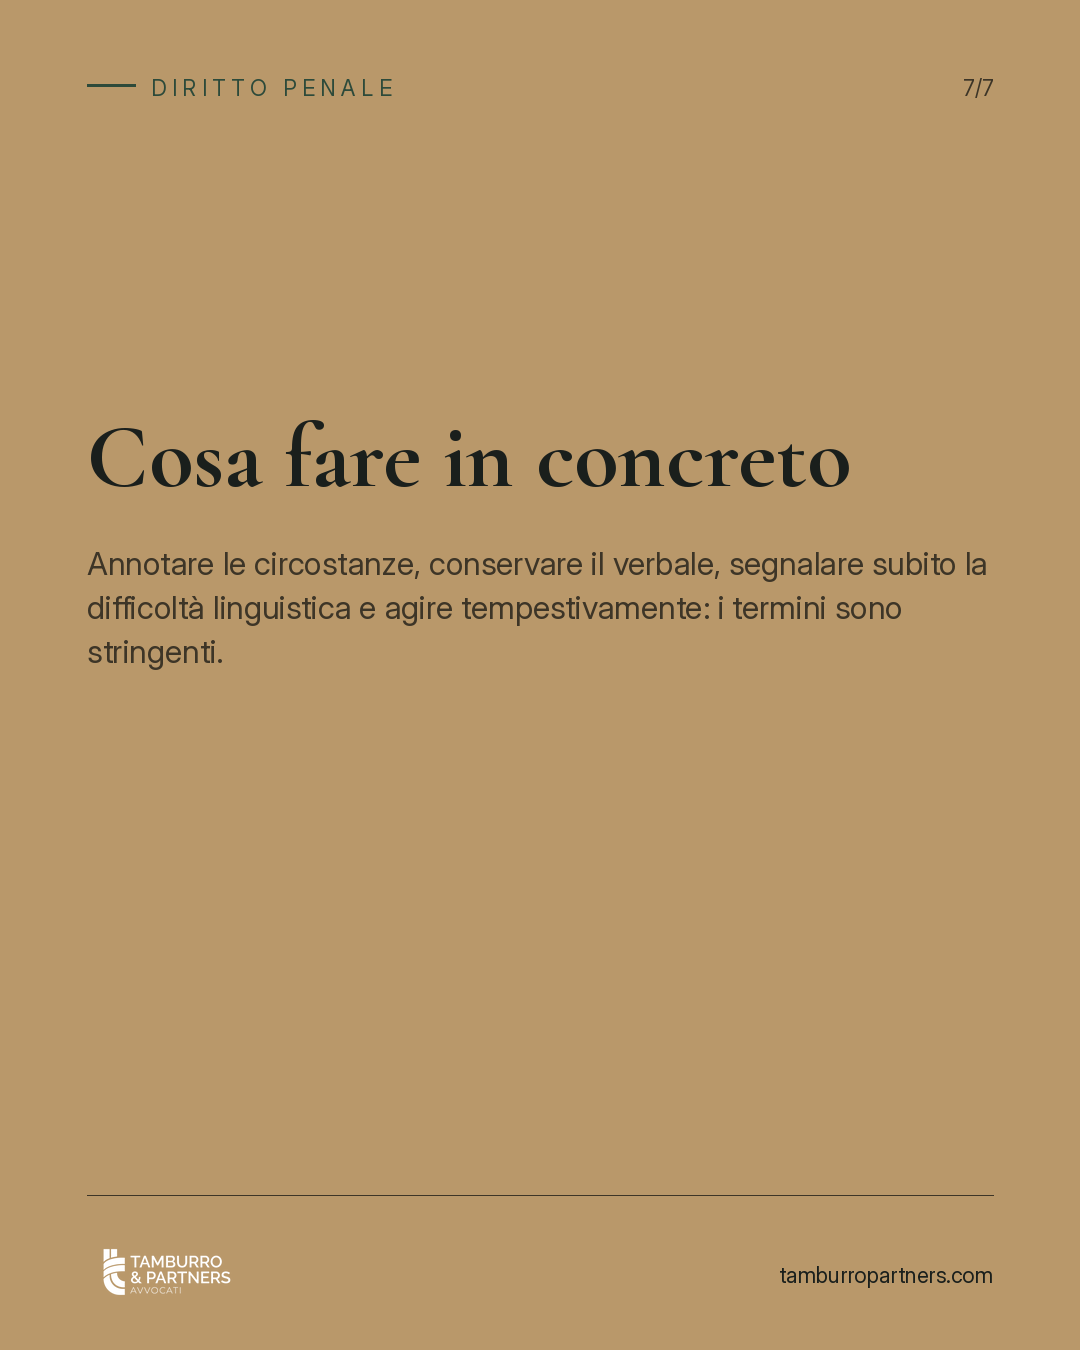 DIRITTO PENALE
7/7
Cosa fare in concreto
Annotare le circostanze, conservare il verbale, segnalare subito la
difficoltà linguistica e agire tempestivamente: i termini sono
stringenti.
TAMBURRO
& PARTNERS
AVVOCATI
tamburropartners.com